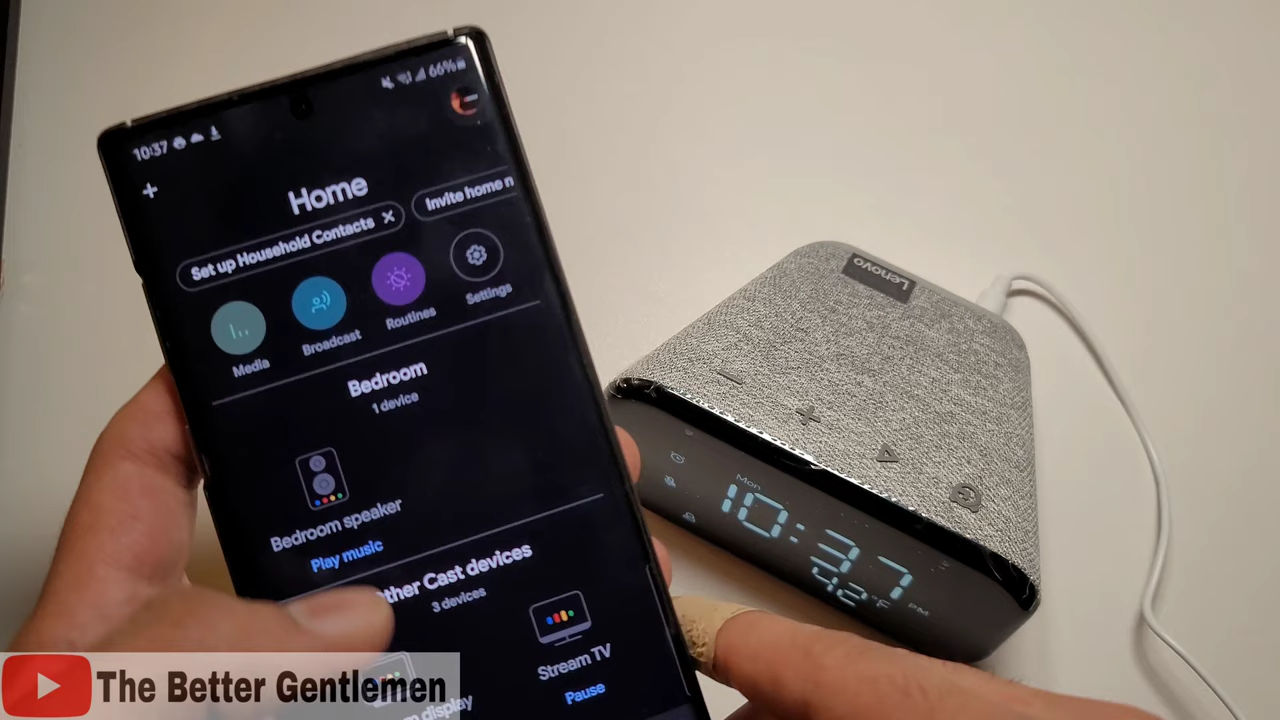 10:37
66%
Home
Set up Household Contacts
Invite home
Media
Broadcast
Routines
Settings
Bedroom
1 device
Bedroom speaker
Play music
ther Cast devices
3 devices
Stream TV
Pause
display
Lenovo
Mon
10:37
PM
42°F
The Better Gentlemen